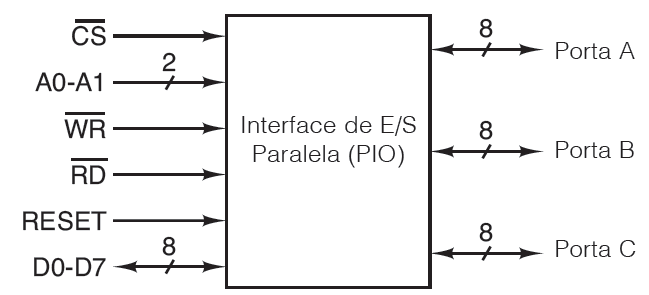 CS
A0-A1
2
WR
RD
RESET
D0-D7
8
Interface de E/S
Paralela (PIO)
8
Porta A
8
Porta B
8
Porta C